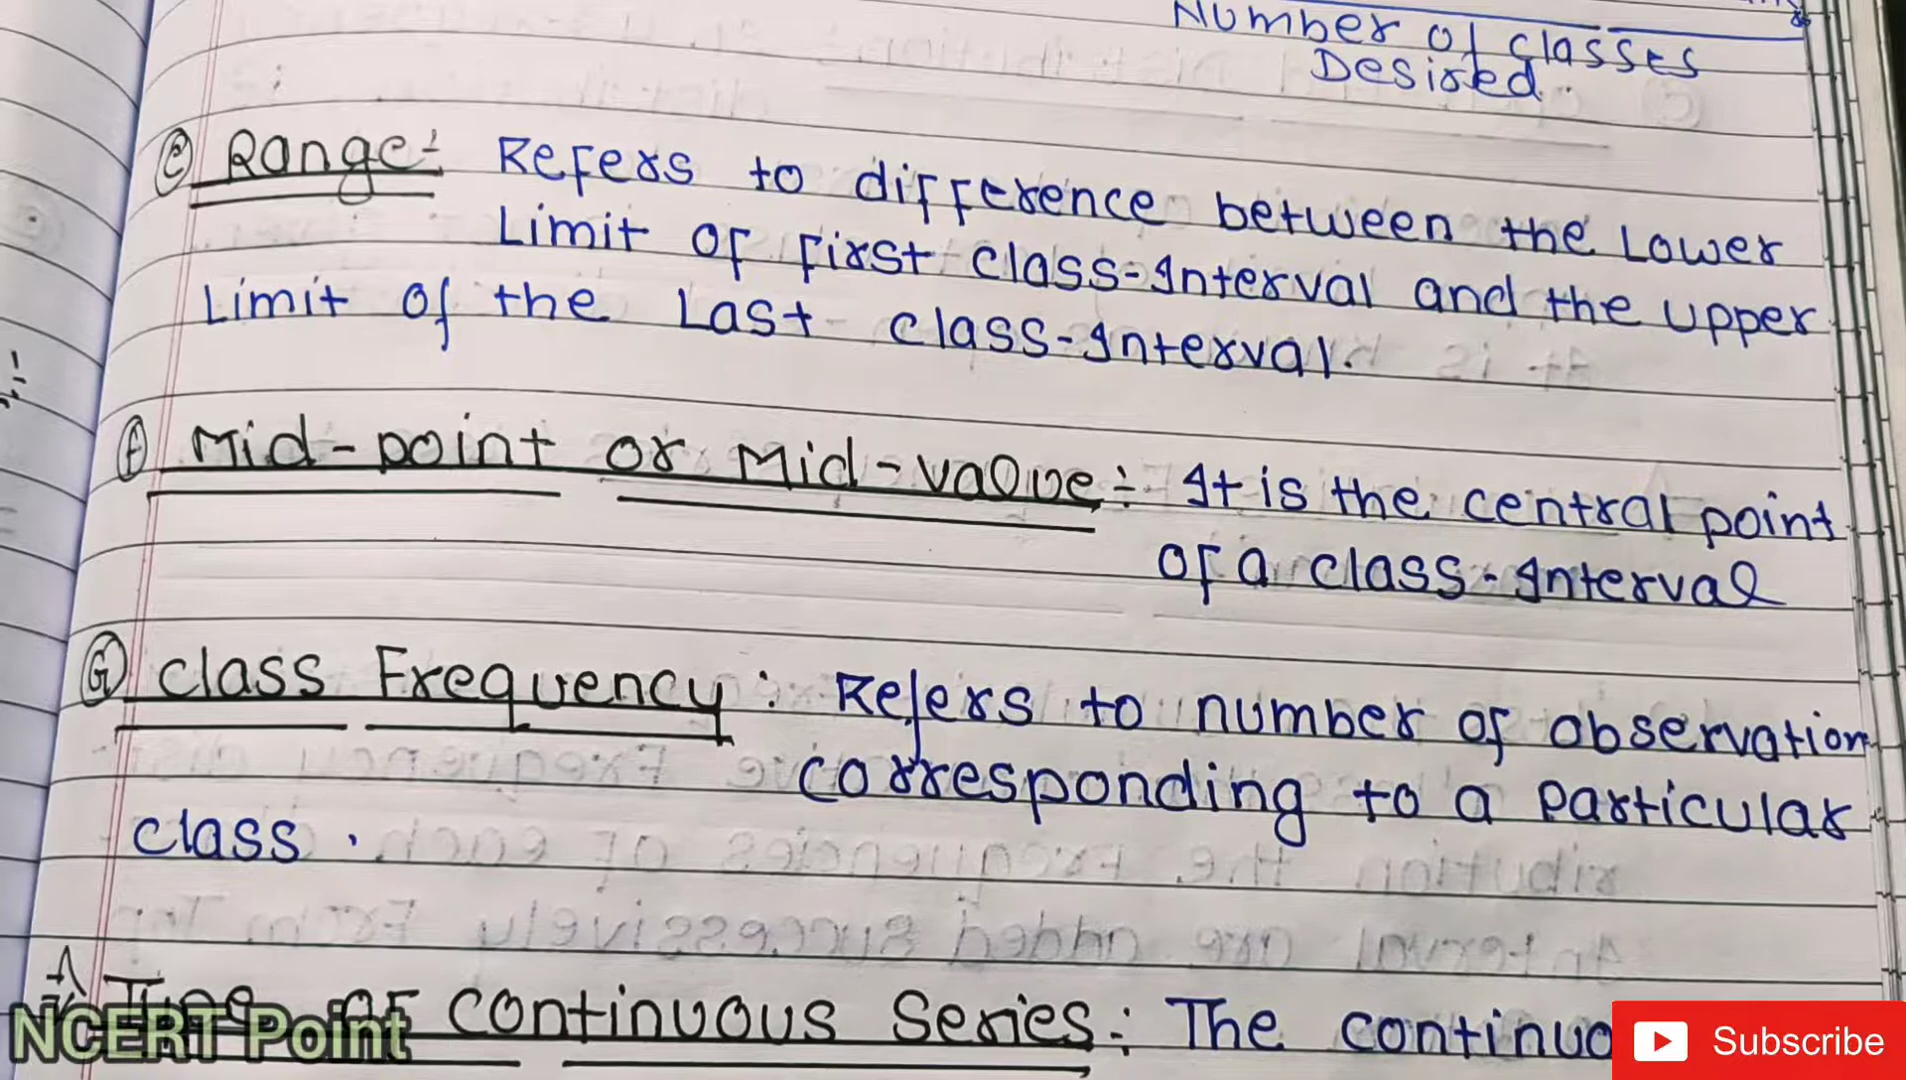 Number of classes
Desired.
(e) Range:- Refers to difference between the Lower
Limit of first class-Interval and the upper
Limit of the Last class-Interval.
(f) Mid-point or Mid-value:- It is the central point
of a class-Interval
(G) Class Frequency: Refers to number of observation
corresponding to a particular
class.
Type of continuous Series:- The continuo
NCERT Point
Subscribe